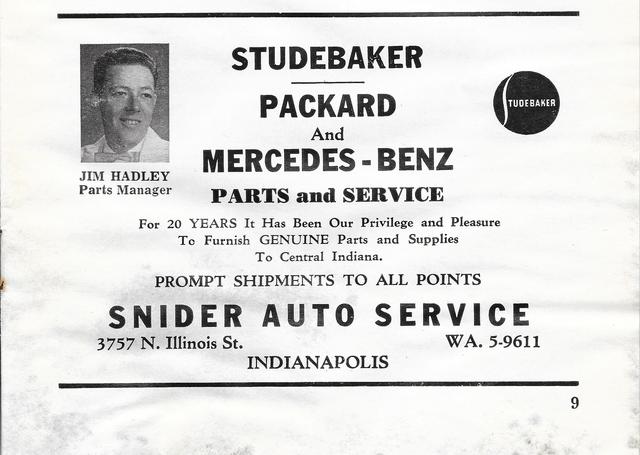 STUDEBAKER
PACKARD
And
MERCEDES - BENZ
PARTS and SERVICE
STUDEBAKER
JIM HADLEY
Parts Manager
For 20 YEARS It Has Been Our Privilege and Pleasure
To Furnish GENUINE Parts and Supplies
To Central Indiana.
PROMPT SHIPMENTS TO ALL POINTS
SNIDER AUTO SERVICE
3757 N. Illinois St. WA. 5-9611
INDIANAPOLIS
9